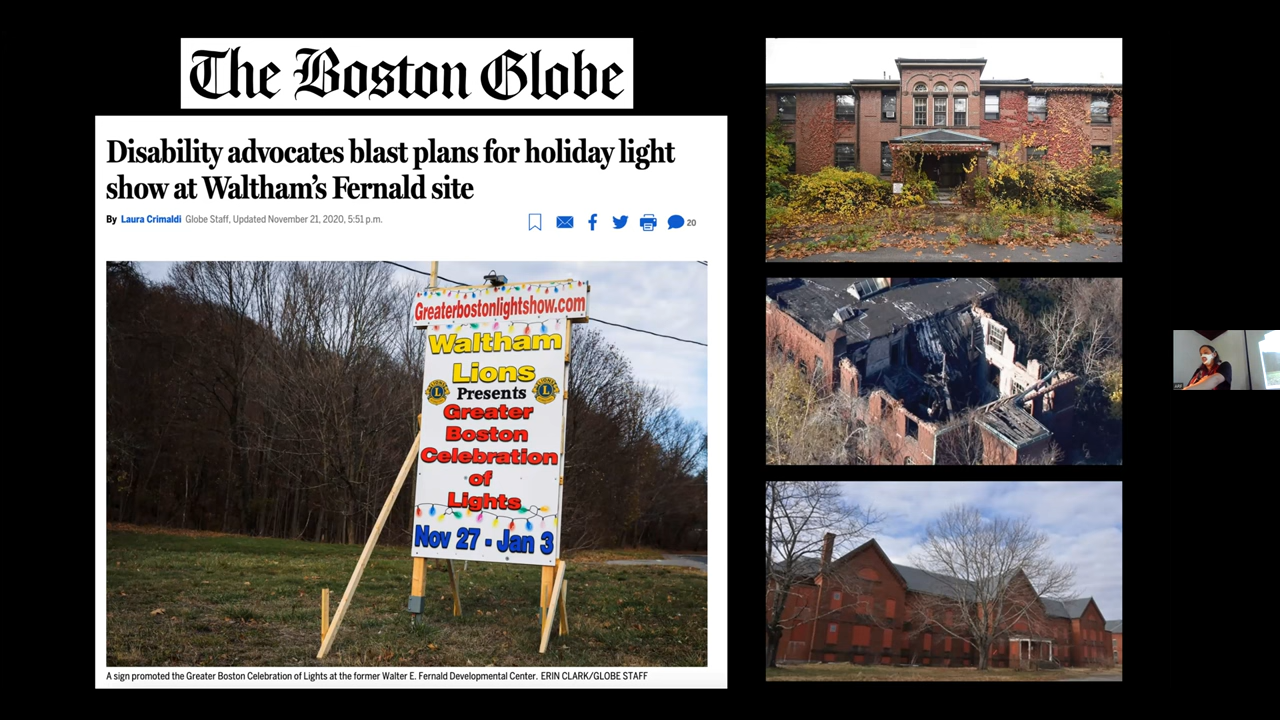 The Boston Globe
Disability advocates blast plans for holiday light
show at Waltham's Fernald site
By Laura Crimaldi Globe Staff, Updated November 21, 2020, 5:51 p.m.
20
Greaterbostonlightshow.com
Waltham
Lions
Presents
Greater
Boston
Celebration
of
Lights
Nov 27 - Jan 3
A sign promoted the Greater Boston Celebration of Lights at the former Walter E. Fernald Developmental Center. ERIN CLARK/GLOBE STAFF